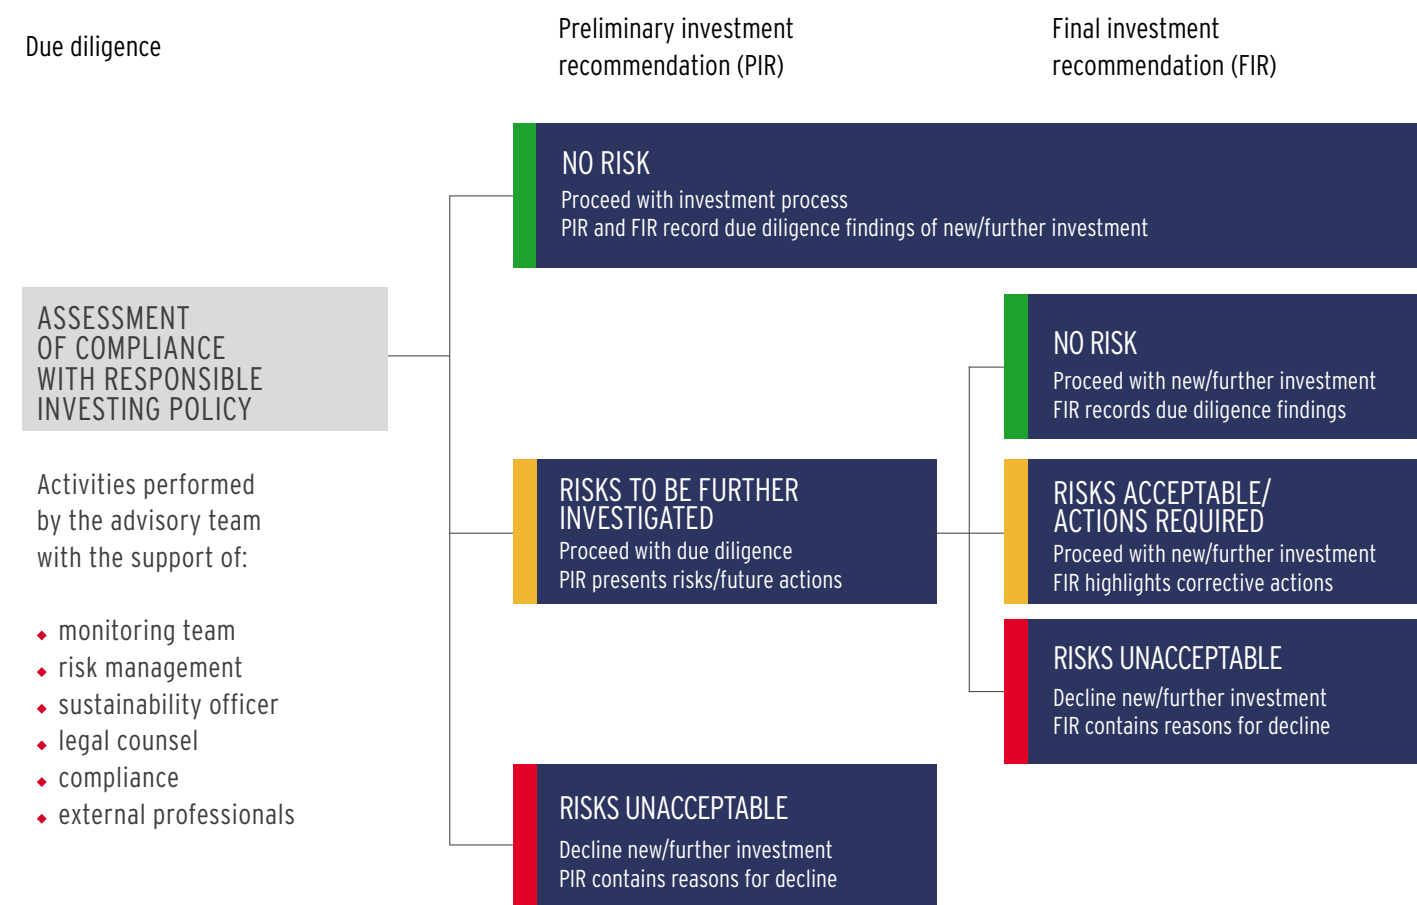 Due diligence
Preliminary investment
recommendation (PIR)
Final investment
recommendation (FIR)
NO RISK
Proceed with investment process
PIR and FIR record due diligence findings of new/further investment
ASSESSMENT
OF COMPLIANCE
WITH RESPONSIBLE
INVESTING POLICY
Activities performed
by the advisory team
with the support of:
monitoring team
risk management
sustainability officer
legal counsel
compliance
external professionals
RISKS TO BE FURTHER
INVESTIGATED
Proceed with due diligence
PIR presents risks/future actions
RISKS UNACCEPTABLE
Decline new/further investment
PIR contains reasons for decline
NO RISK
Proceed with new/further investment
FIR records due diligence findings
RISKS ACCEPTABLE/
ACTIONS REQUIRED
Proceed with new/further investment
FIR highlights corrective actions
RISKS UNACCEPTABLE
Decline new/further investment
FIR contains reasons for decline